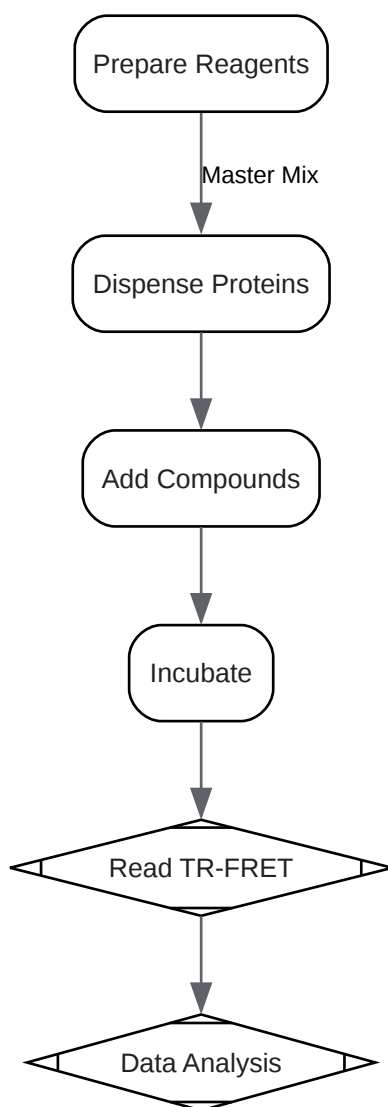 Prepare Reagents
Master Mix
Dispense Proteins
Add Compounds
Incubate
Read TR-FRET
Data Analysis